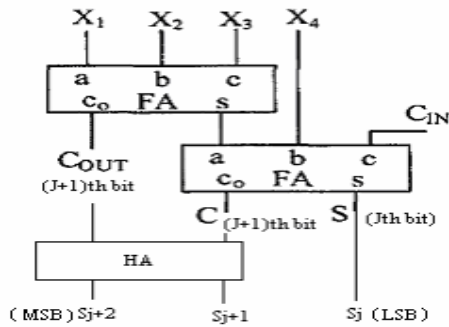 X1 X2 X3 X4
a b c
co FA s
CIN
COUT
a b c
(J+1)th bit
co FA s
C (J+1)th bit S (Jth bit)
HA
(MSB) Sj+2 Sj+1 Sj (LSB)